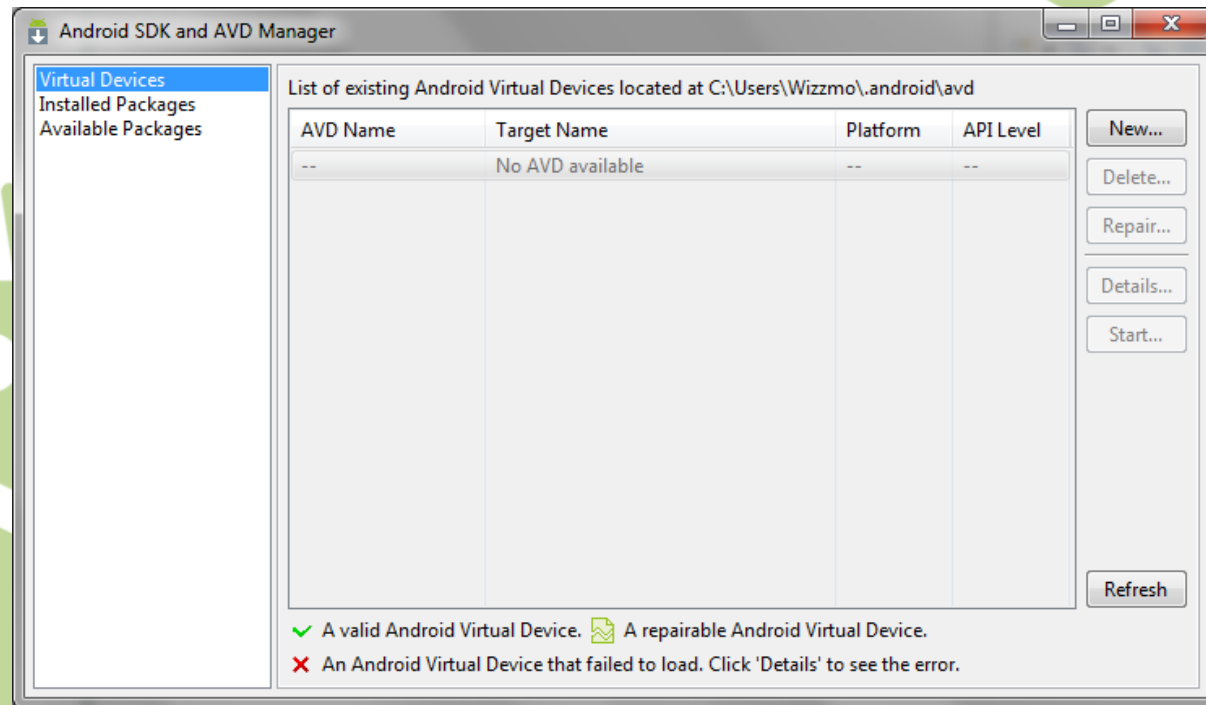 Android SDK and AVD Manager
Virtual Devices
Installed Packages
Available Packages
List of existing Android Virtual Devices located at C:\Users\Wizzmo\.android\avd
AVD Name Target Name Platform API Level
-- No AVD available -- --
New...
Delete...
Repair...
Details...
Start...
Refresh
A valid Android Virtual Device. A repairable Android Virtual Device.
An Android Virtual Device that failed to load. Click 'Details' to see the error.